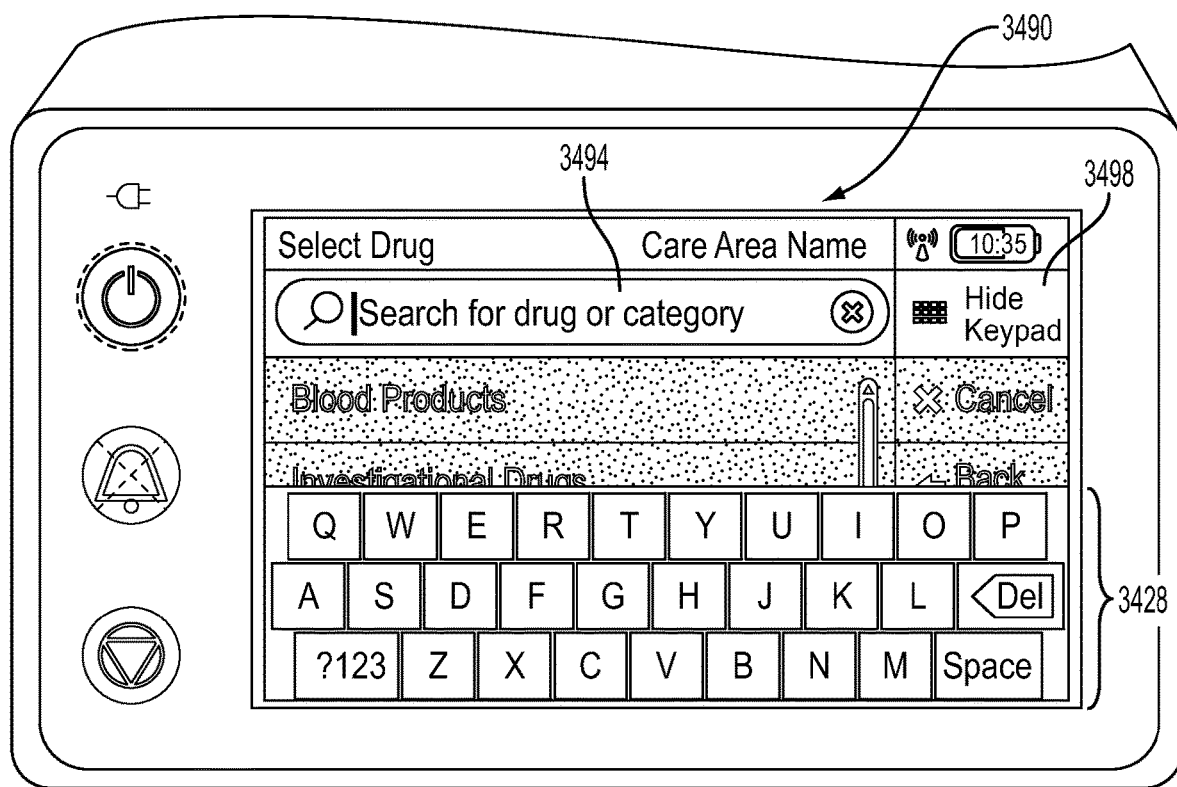 3490
3494
3498
Select Drug Care Area Name 10:35
Search for drug or category Hide
Keypad
Blood Products Cancel
Investigational Drugs Back
Q W E R T Y U I O P
A S D F G H J K L Del
3428
?123 Z X C V B N M Space